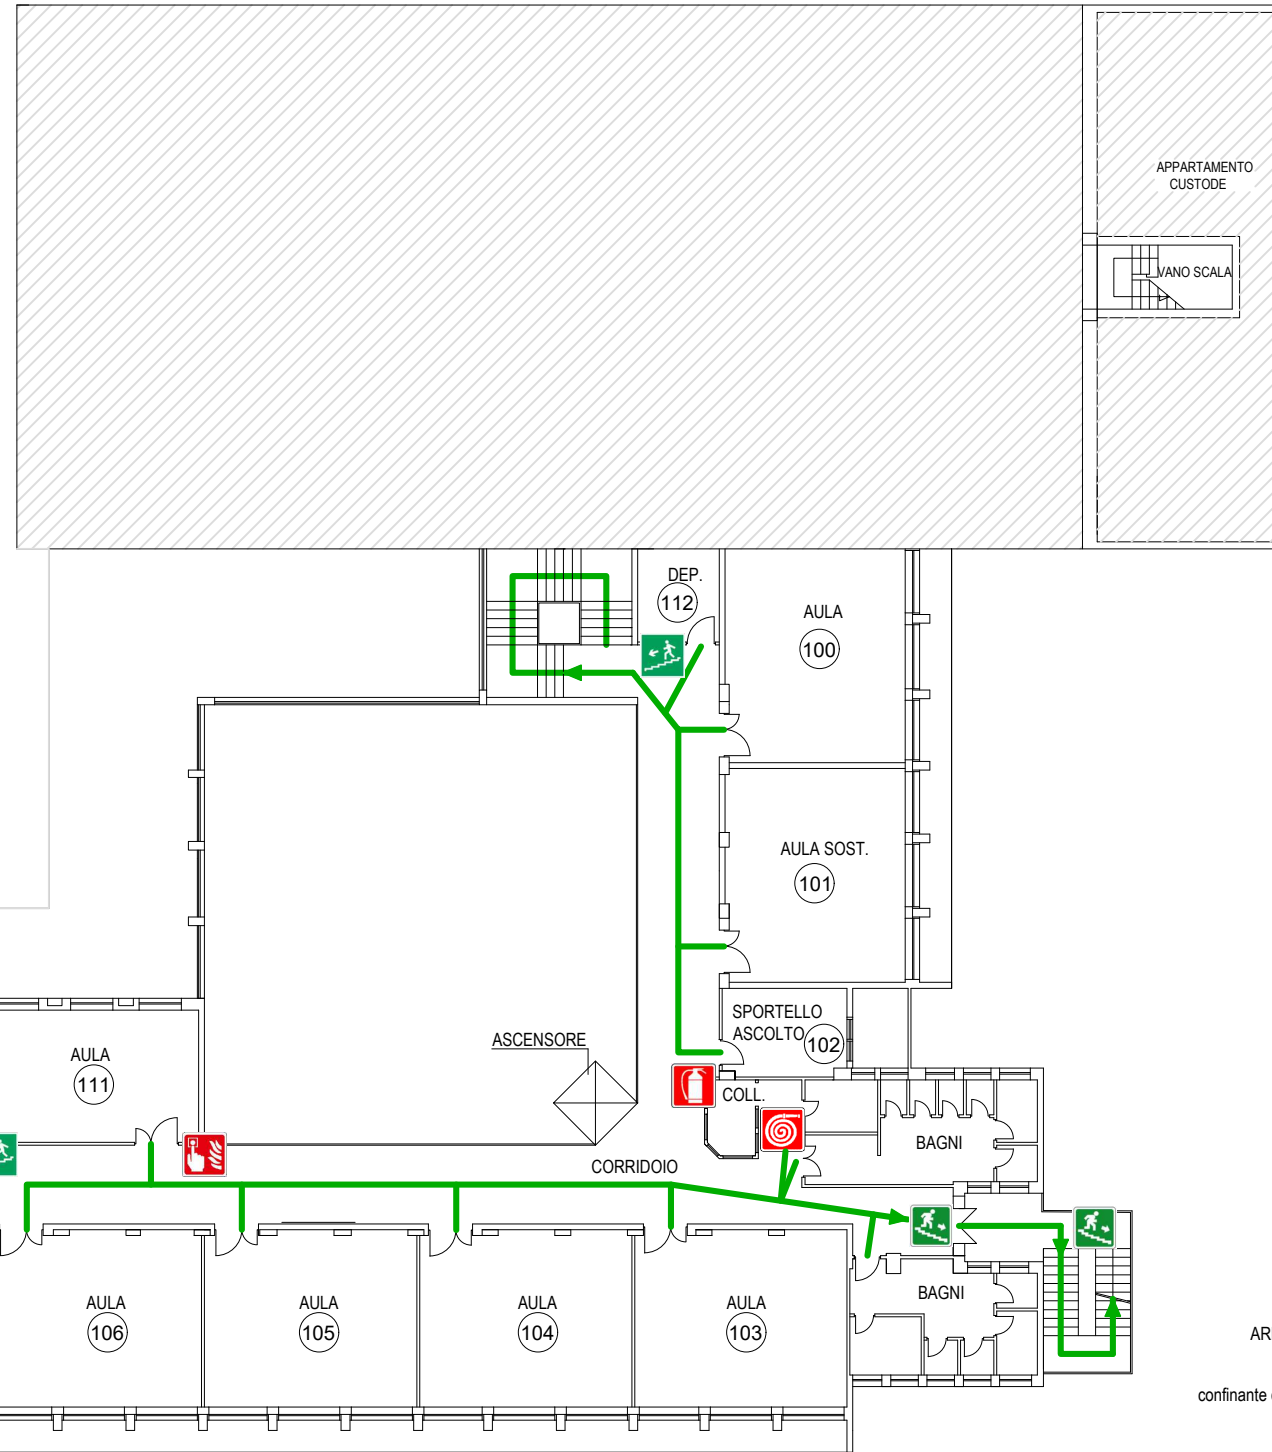 APPARTAMENTO
CUSTODE
VANO SCALA
DEP.
112
AULA
100
AULA SOST.
101
SPORTELLO
ASCOLTO
102
ASCENSORE
AULA
111
COLL.
BAGNI
CORRIDOIO
BAGNI
AULA
106
AULA
105
AULA
104
AULA
103
AR
confinante